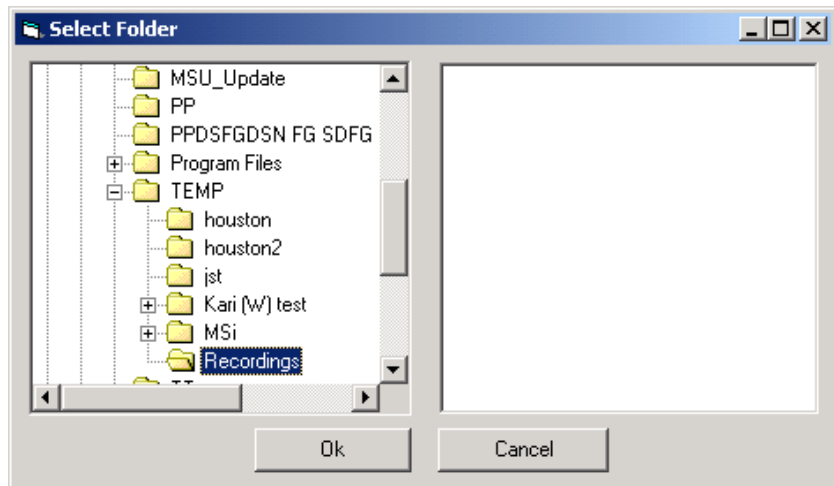 Select Folder
MSU_Update
PP
PPDSFGDSN FG SDFG
Program Files
TEMP
houston
houston2
jst
Kari (W) test
MSi
Recordings
Ok
Cancel